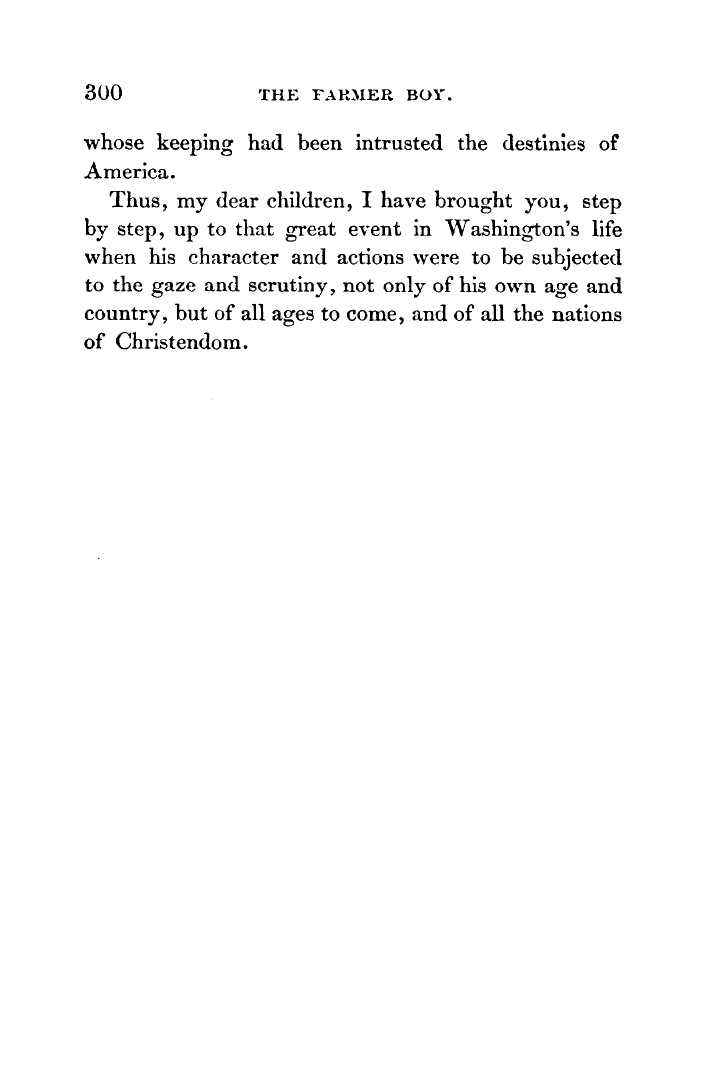 300 THE FARMER BOY.
whose keeping had been intrusted the destinies of
America.
Thus, my dear children, I have brought you, step
by step, up to that great event in Washington's life
when his character and actions were to be subjected
to the gaze and scrutiny, not only of his own age and
country, but of all ages to come, and of all the nations
of Christendom.